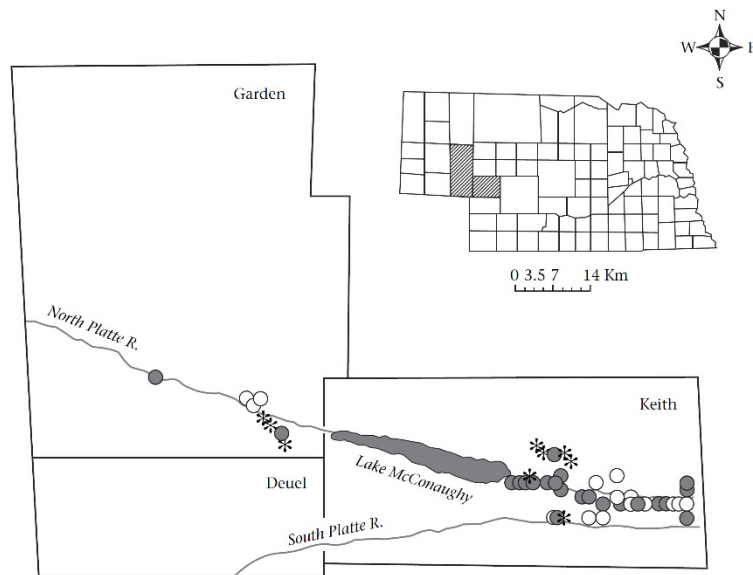 N
W E
S
Garden
0 3.5 7 14 Km
North Platte R.
Keith
Lake McConaughy
Deuel
South Platte R.